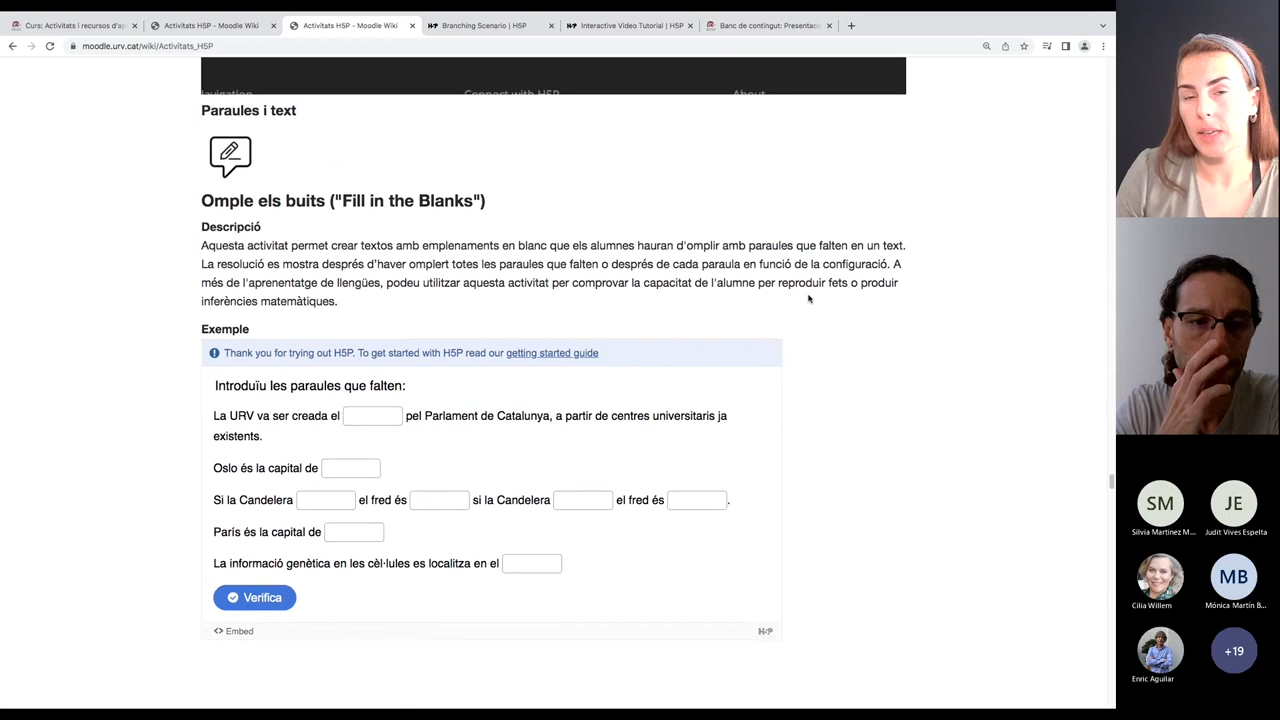 Curs: Activitats i recursos d'ap
Activitats H5P - Moodle Wiki
Activitats H5P - Moodle Wiki
Branching Scenario | H5P
Interactive Video Tutorial | H5P
Banc de contingut: Presentac
moodle.urv.cat/wiki/Activitats_H5P
Connect with H5P
About
Paraules i text
Omple els buits ("Fill in the Blanks")
Descripció
Aquesta activitat permet crear textos amb emplenaments en blanc que els alumnes hauran d'omplir amb paraules que falten en un text.
La resolució es mostra després d'haver omplert totes les paraules que falten o després de cada paraula en funció de la configuració. A
més de l'aprenentatge de llengües, podeu utilitzar aquesta activitat per comprovar la capacitat de l'alumne per reproduir fets o produir
inferències matemàtiques.
Exemple
Thank you for trying out H5P. To get started with H5P read our getting started guide
Introduïu les paraules que falten:
La URV va ser creada el pel Parlament de Catalunya, a partir de centres universitaris ja
existents.
Oslo és la capital de
Si la Candelera el fred és si la Candelera el fred és .
París és la capital de
La informació genètica en les cèl·lules es localitza en el
Verifica
<> Embed
H5P
SM
JE
Silvia Martinez M...
Judit Vives Espelta
MB
Cilia Willem
Mónica Martín B...
+19
Enric Aguilar